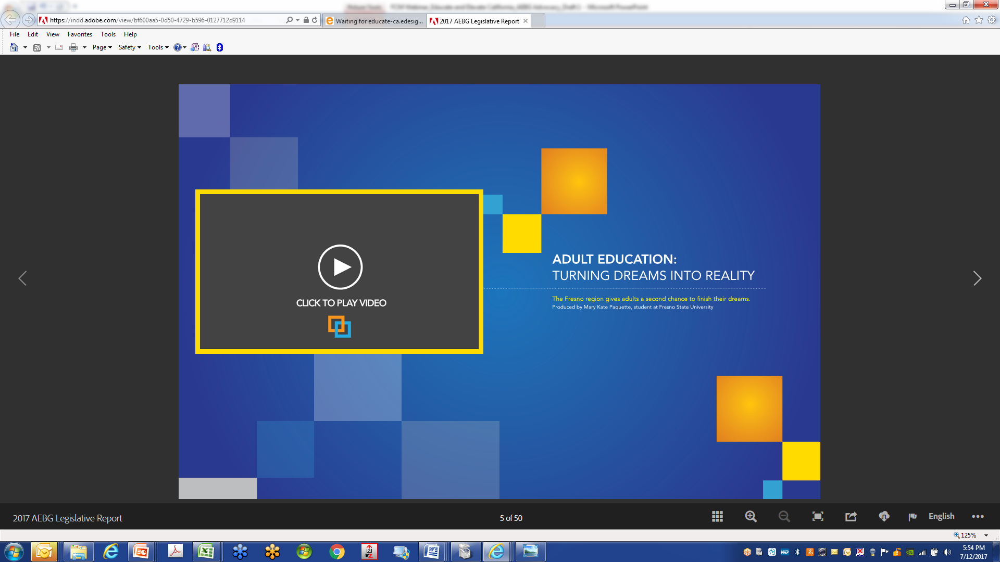 https://indd.adobe.com/view/bf600aa5-0d50-4729-b596-0127712d9114
Waiting for educate-ca.edesig...
2017 AEBG Legislative Report
File Edit View Favorites Tools Help
Page Safety Tools
CLICK TO PLAY VIDEO
ADULT EDUCATION:
TURNING DREAMS INTO REALITY
The Fresno region gives adults a second chance to finish their dreams.
Produced by Mary Kate Paquette, student at Fresno State University
2017 AEBG Legislative Report
5 of 50
English
125%
5:54 PM
7/12/2017